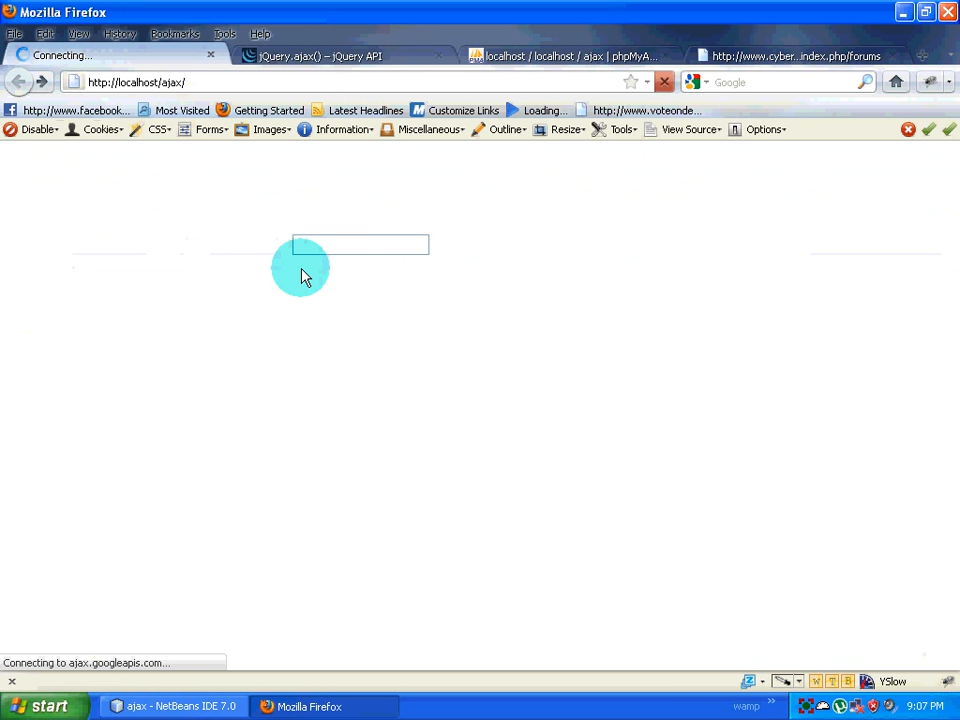 Mozilla Firefox
File Edit View History Bookmarks Tools Help
Connecting... jQuery.ajax() – jQuery API localhost / localhost / ajax | phpMyA... http://www.cyber...index.php/forums
http://localhost/ajax/ Google
http://www.facebook... Most Visited Getting Started Latest Headlines Customize Links Loading... http://www.voteonde...
Disable Cookies CSS Forms Images Information Miscellaneous Outline Resize Tools View Source Options
Connecting to ajax.googleapis.com...
W T B YSlow
start ajax - NetBeans IDE 7.0 Mozilla Firefox wamp 9:07 PM